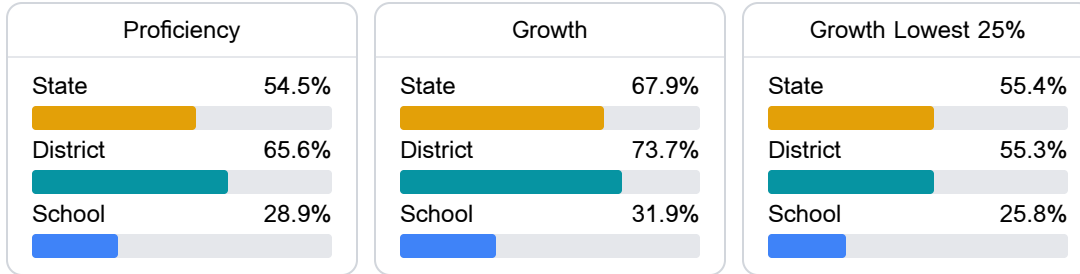 Proficiency
State 54.5%
District 65.6%
School 28.9%
Growth
State 67.9%
District 73.7%
School 31.9%
Growth Lowest 25%
State 55.4%
District 55.3%
School 25.8%